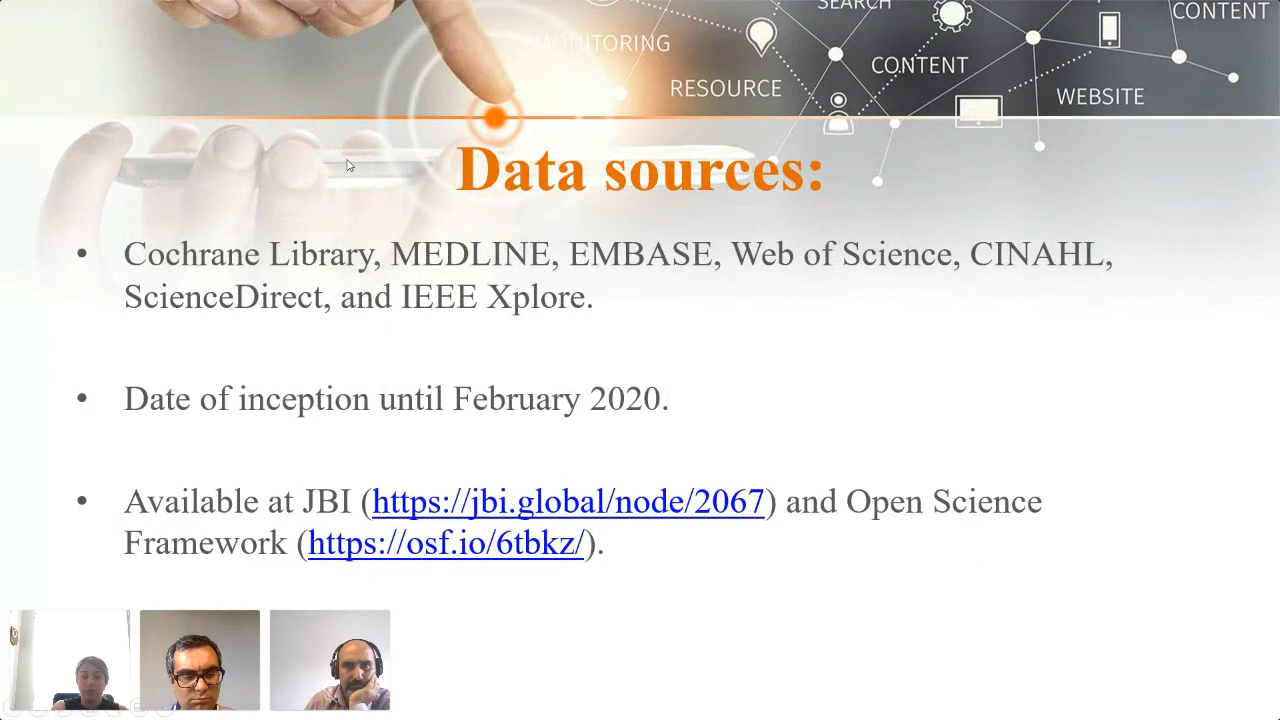 SEARCH
CONTENT
MONITORING
CONTENT
RESOURCE
WEBSITE
Data sources:
• Cochrane Library, MEDLINE, EMBASE, Web of Science, CINAHL,
ScienceDirect, and IEEE Xplore.
• Date of inception until February 2020.
• Available at JBI (https://jbi.global/node/2067) and Open Science
Framework (https://osf.io/6tbkz/).